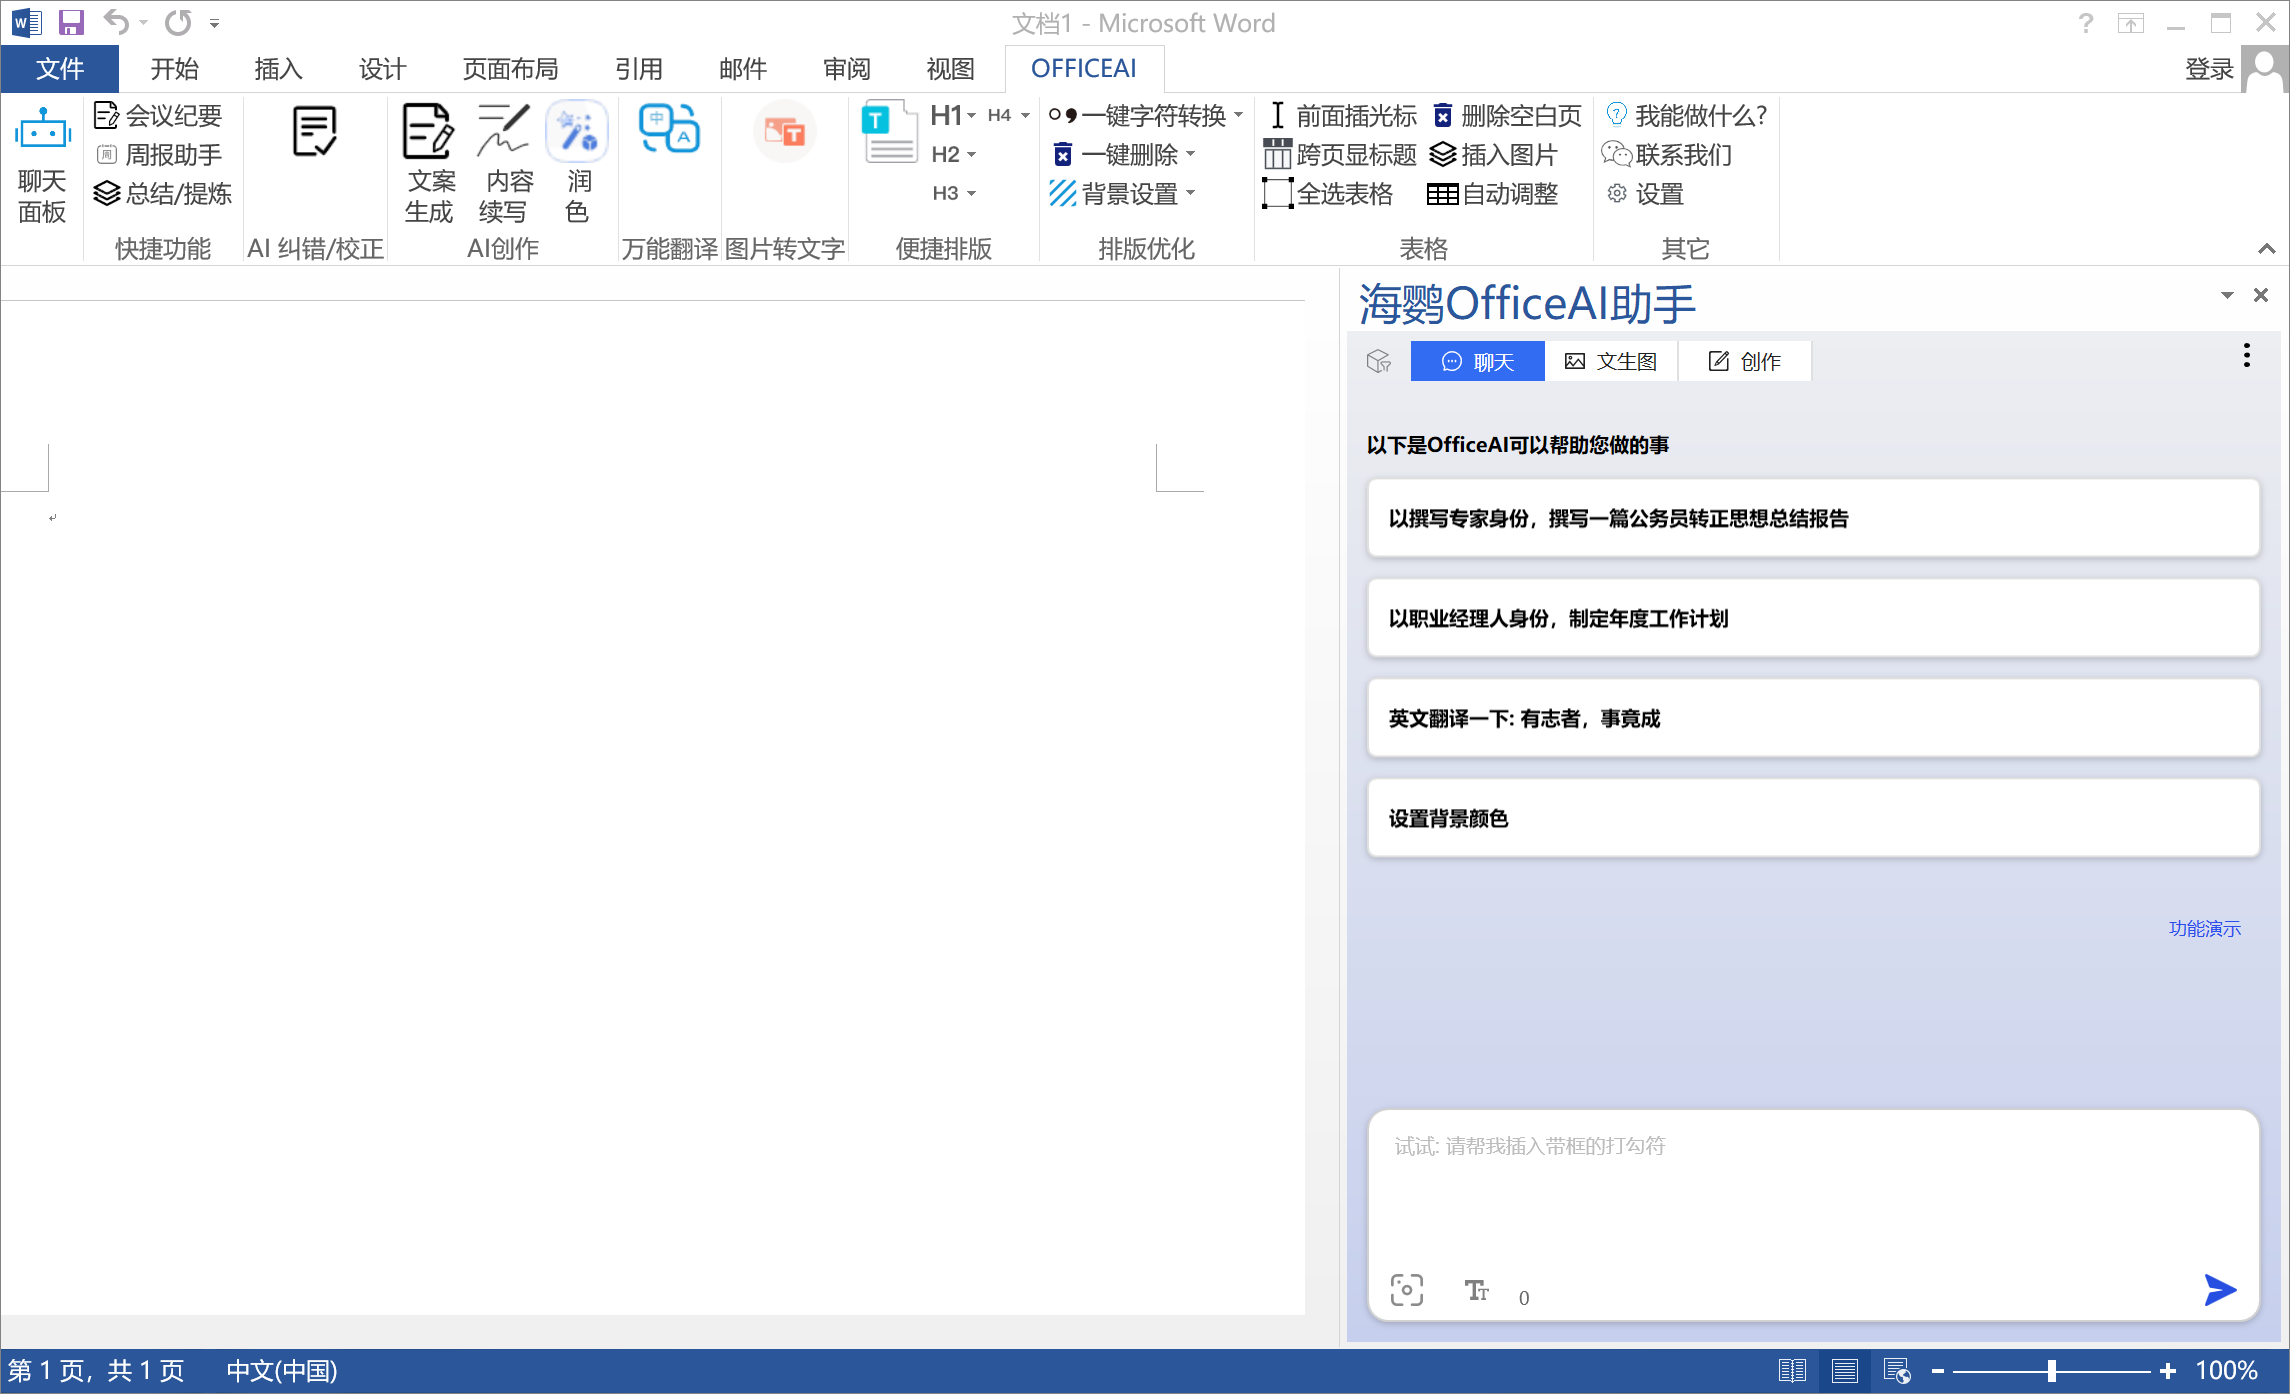 文档1 - Microsoft Word
文件 开始 插入 设计 页面布局 引用 邮件 审阅 视图 OFFICEAI 登录
聊天面板
会议纪要
周报助手
总结/提炼
快捷功能
AI 纠错/校正
文案生成
内容续写
润色
AI创作
中 A
万能翻译
T
图片转文字
T
H1 H4
H2
H3
便捷排版
一键字符转换
一键删除
背景设置
排版优化
前面插光标 删除空白页
跨页显标题 插入图片
全选表格 自动调整
表格
我能做什么?
联系我们
设置
其它
海鹦OfficeAI助手
聊天 文生图 创作
以下是OfficeAI可以帮助您做的事
以撰写专家身份，撰写一篇公务员转正思想总结报告
以职业经理人身份，制定年度工作计划
英文翻译一下: 有志者，事竟成
设置背景颜色
功能演示
试试: 请帮我插入带框的打勾符
0
第 1 页，共 1 页 中文(中国) 100%